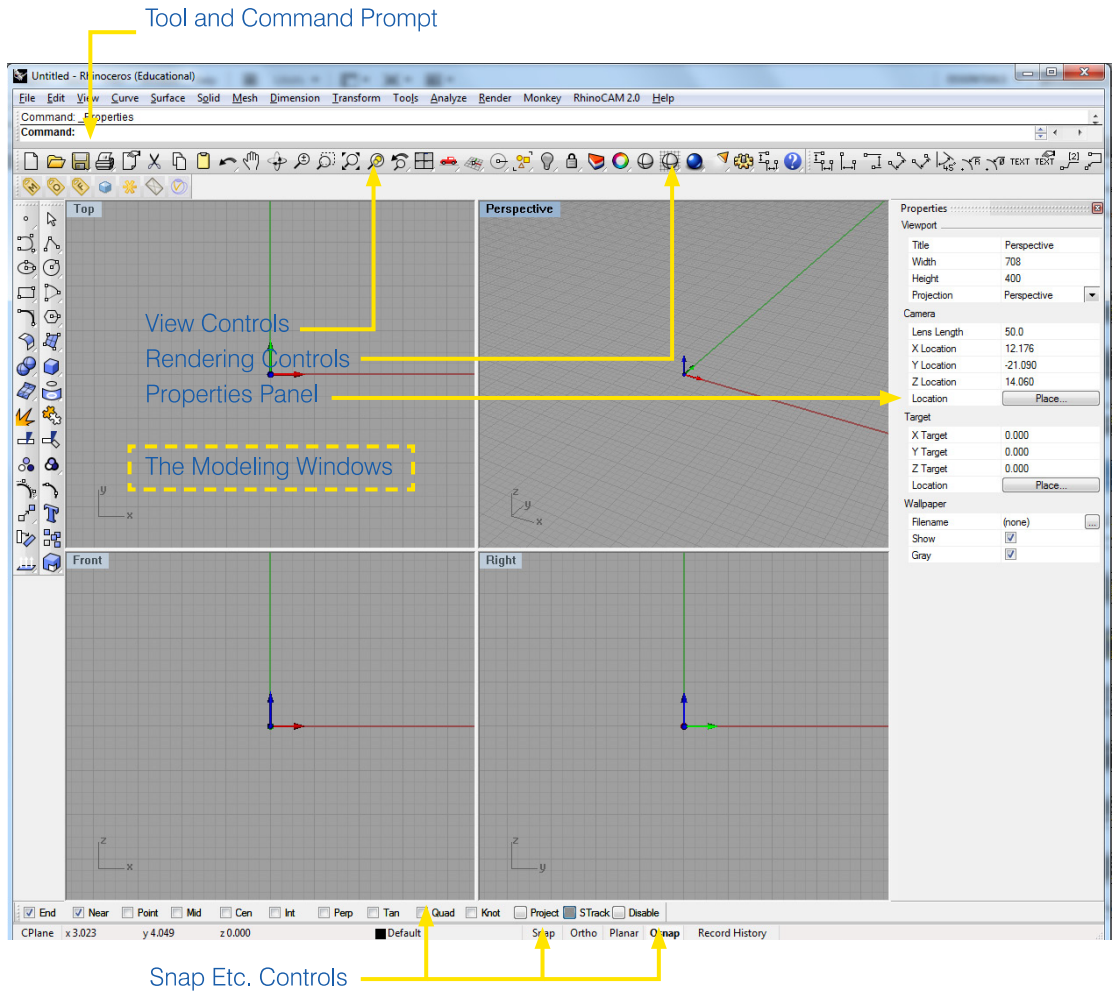 Tool and Command Prompt
Untitled - Rhinoceros (Educational)
File Edit View Curve Surface Solid Mesh Dimension Transform Tools Analyze Render Monkey RhinoCAM 2.0 Help
Command: _Properties
Command:
TEXT TEXT [2]
Top
Perspective
Properties
Viewport
Title Perspective
Width 708
Height 400
Projection Perspective
Camera
Lens Length 50.0
X Location 12.176
Y Location -21.090
Z Location 14.060
Location Place...
Target
X Target 0.000
Y Target 0.000
Z Target 0.000
Location Place...
Wallpaper
Filename (none) ...
Show
Gray
View Controls
Rendering Controls
Properties Panel
The Modeling Windows
y
x
z
y
x
Front
Right
z
x
z
y
End Near Point Mid Cen Int Perp Tan Quad Knot Project STrack Disable
CPlane x 3.023 y 4.049 z 0.000 Default Snap Ortho Planar Osnap Record History
Snap Etc. Controls